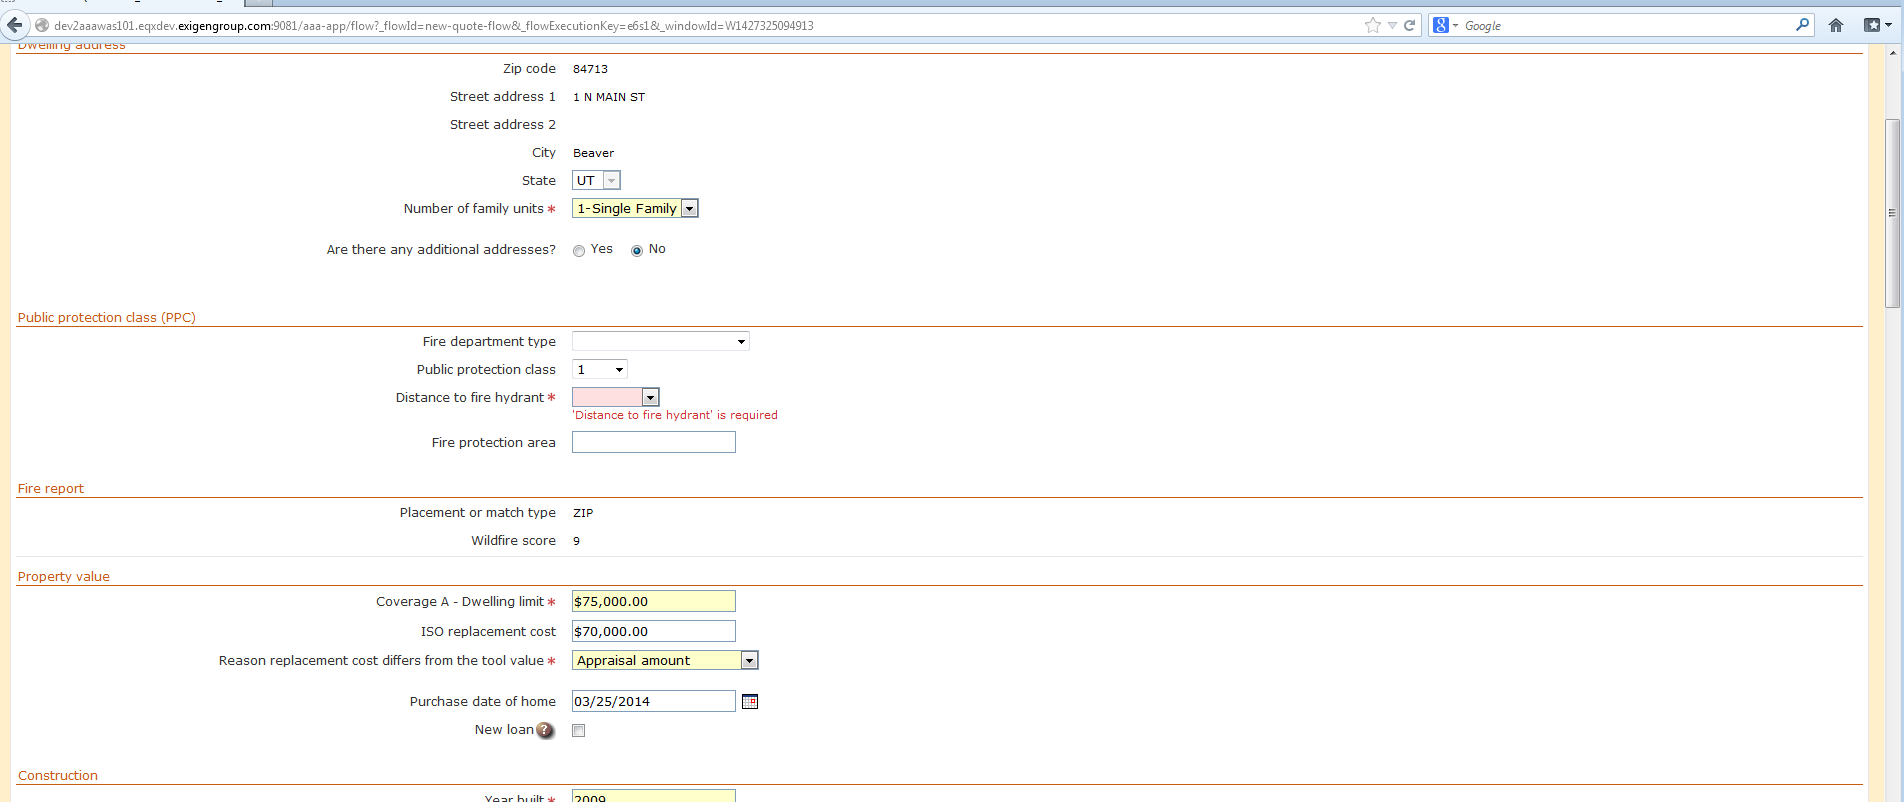 dev2aaawas101.eqxdev.exigengroup.com:9081/aaa-app/flow?_flowId=new-quote-flow&_flowExecutionKey=e6s1&_windowId=W1427325094913
Google
Dwelling address
Zip code 84713
Street address 1 1 N MAIN ST
Street address 2
City Beaver
State UT
Number of family units * 1-Single Family
Are there any additional addresses? Yes No
Public protection class (PPC)
Fire department type
Public protection class 1
Distance to fire hydrant *
'Distance to fire hydrant' is required
Fire protection area
Fire report
Placement or match type ZIP
Wildfire score 9
Property value
Coverage A - Dwelling limit * $75,000.00
ISO replacement cost $70,000.00
Reason replacement cost differs from the tool value * Appraisal amount
Purchase date of home 03/25/2014
New loan ?
Construction
Year built * 2009